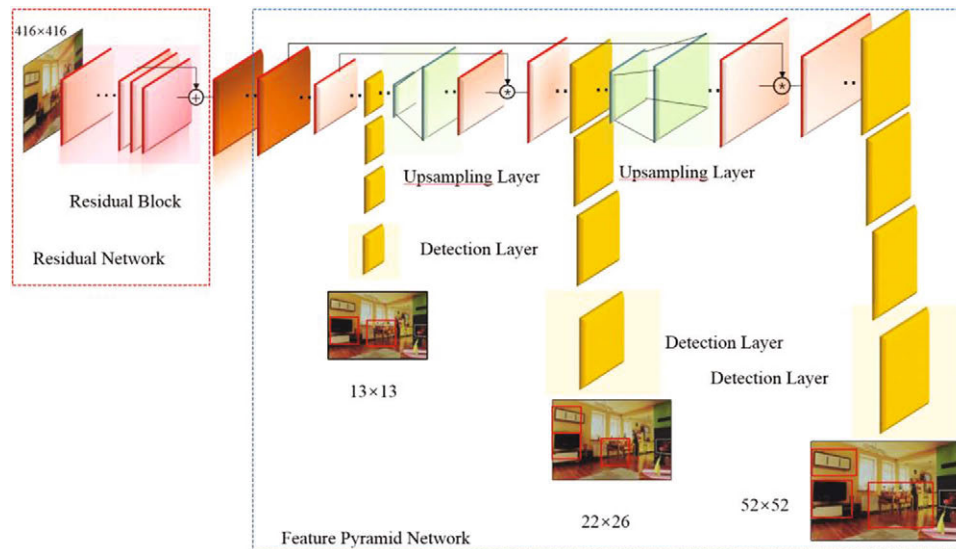 416×416
Residual Block
Residual Network
Upsampling Layer
Upsampling Layer
Detection Layer
13×13
Detection Layer
Detection Layer
22×26
52×52
Feature Pyramid Network